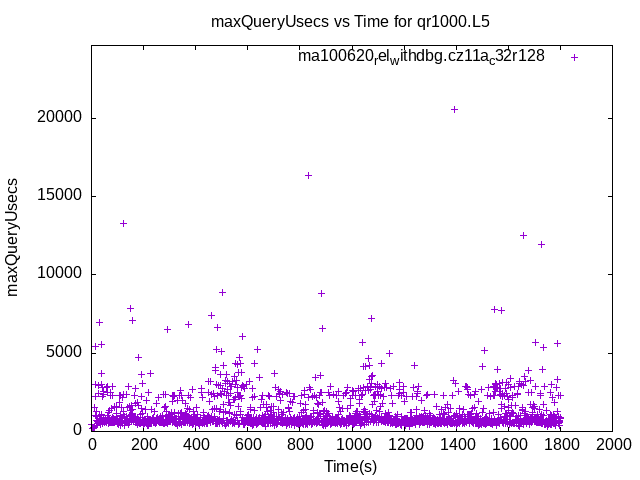 maxQueryUsecs vs Time for qr1000.L5
ma100620relwithdbg.cz11ac32r128
maxQueryUsecs
20000
15000
10000
5000
0
0 200 400 600 800 1000 1200 1400 1600 1800 2000
Time(s)